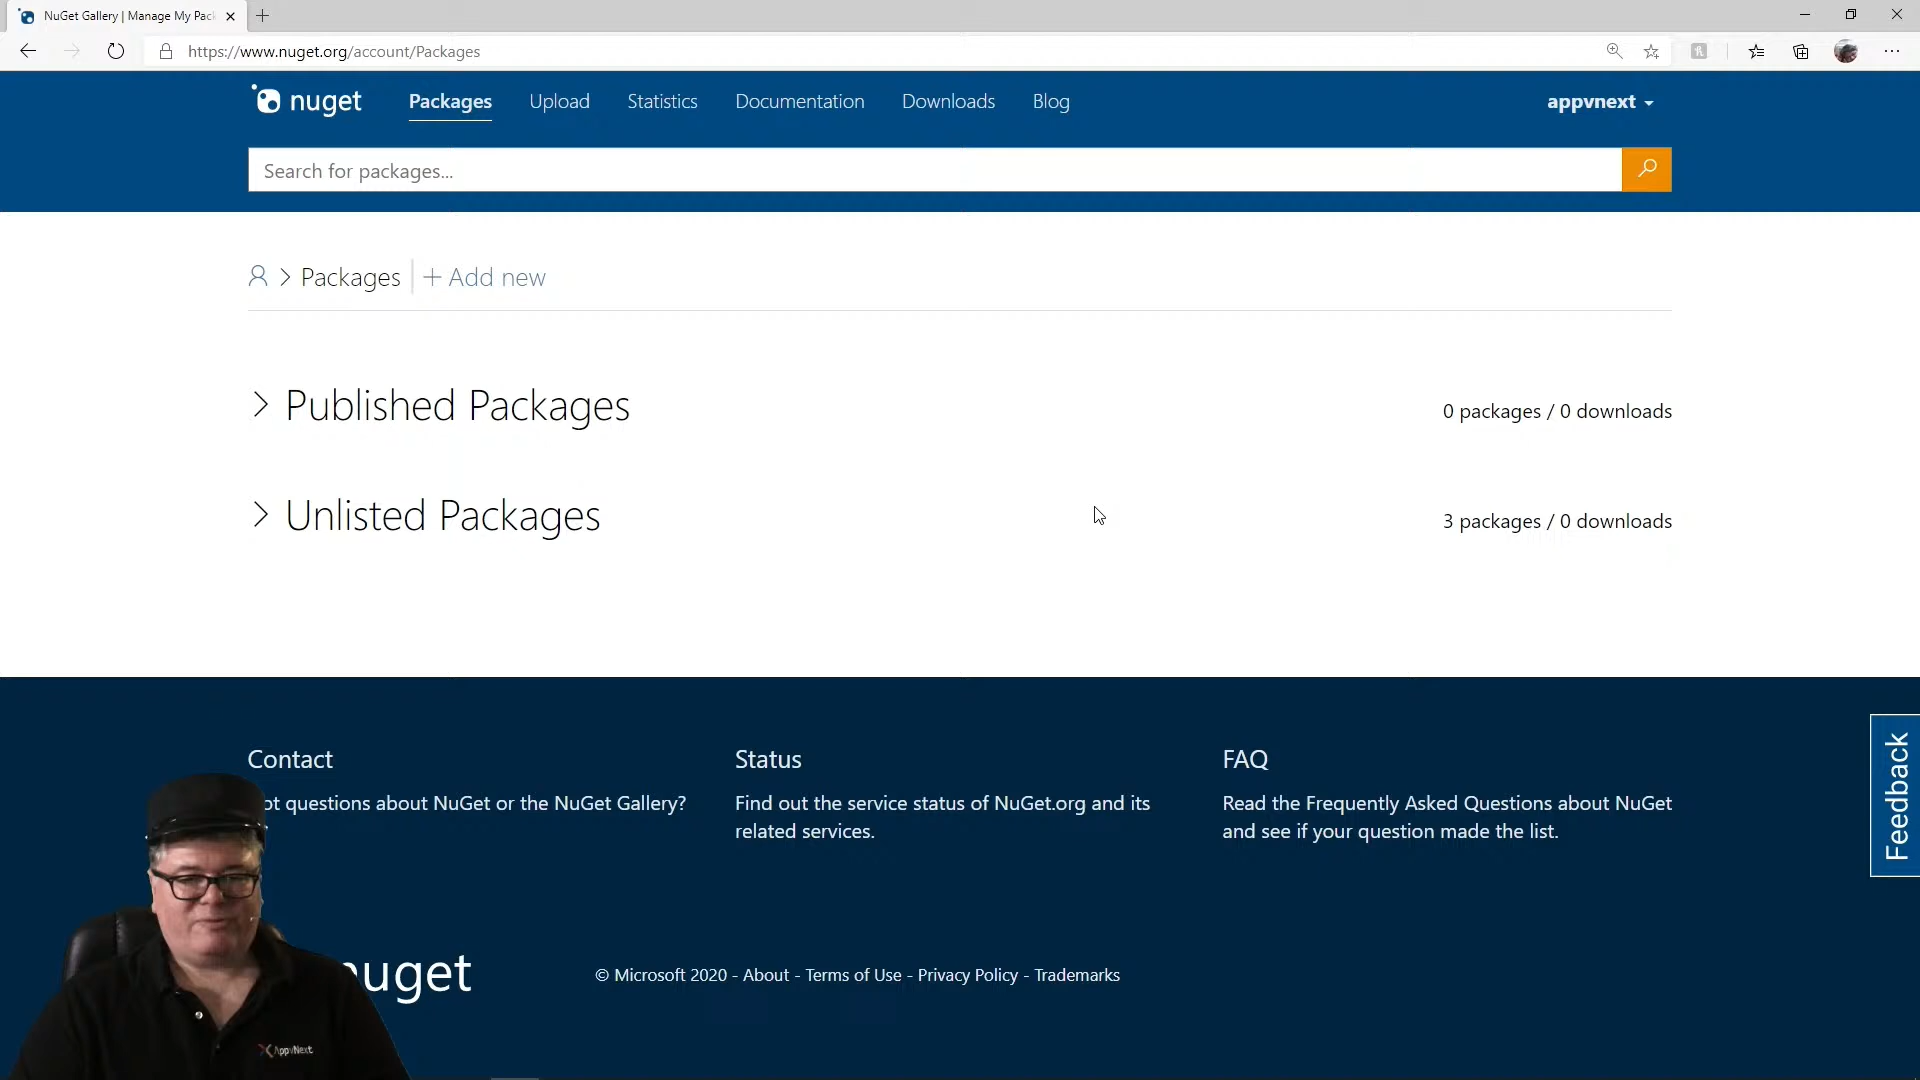 NuGet Gallery | Manage My Pac
https://www.nuget.org/account/Packages
nuget Packages Upload Statistics Documentation Downloads Blog appvnext
Search for packages...
Packages + Add new
Published Packages 0 packages / 0 downloads
Unlisted Packages 3 packages / 0 downloads
Contact
ot questions about NuGet or the NuGet Gallery?
Status
Find out the service status of NuGet.org and its
related services.
FAQ
Read the Frequently Asked Questions about NuGet
and see if your question made the list.
Feedback
nuget
© Microsoft 2020 - About - Terms of Use - Privacy Policy - Trademarks
AppvNext